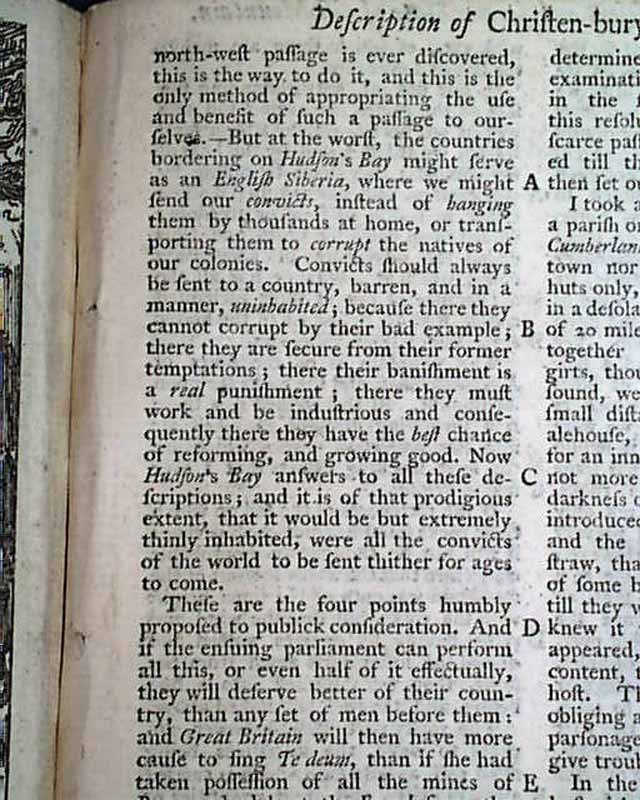 Deſcription of Chriſten-bury
north-weſt paſſage is ever diſcovered,
this is the way to do it, and this is the
only method of appropriating the uſe
and benefit of ſuch a paſſage to our-
ſelves.—But at the worſt, the countries
bordering on Hudſon's Bay might ſerve
as an Engliſh Siberia, where we might
ſend our convicts, inſtead of hanging
them by thouſands at home, or tranſ-
porting them to corrupt the natives of
our colonies. Convicts ſhould always
be ſent to a country, barren, and in a
manner, uninhabited; becauſe there they
cannot corrupt by their bad example;
there they are ſecure from their former
temptations; there their baniſhment is
a real puniſhment; there they muſt
work and be induſtrious and conſe-
quently there they have the beſt chance
of reforming, and growing good. Now
Hudſon's Bay anſwers to all theſe de-
ſcriptions; and it is of that prodigious
extent, that it would be but extremely
thinly inhabited, were all the convicts
of the world to be ſent thither for ages
to come.
Theſe are the four points humbly
propoſed to publick conſideration. And
if the enſuing parliament can perform
all this, or even half of it effectually,
they will deſerve better of their coun-
try, than any ſet of men before them:
and Great Britain will then have more
cauſe to ſing Te deum, than if ſhe had
taken poſſeſſion of all the mines of
A
B
C
D
E
determine
examinati
in the
this reſolu
ſcarce paſ
ed till th
then ſet o
I took a
a pariſh o
Cumberlan
town nor
huts only,
in a deſola
of 20 mile
together
girts, thou
ſound, we
ſmall diſta
alehouſe,
for an inn
not more
darkneſs
introduce
and the
ſtraw, tha
of ſome b
till they
knew it
appeared,
content,
hoſt. Th
obliging a
parſonage
give troub
In the